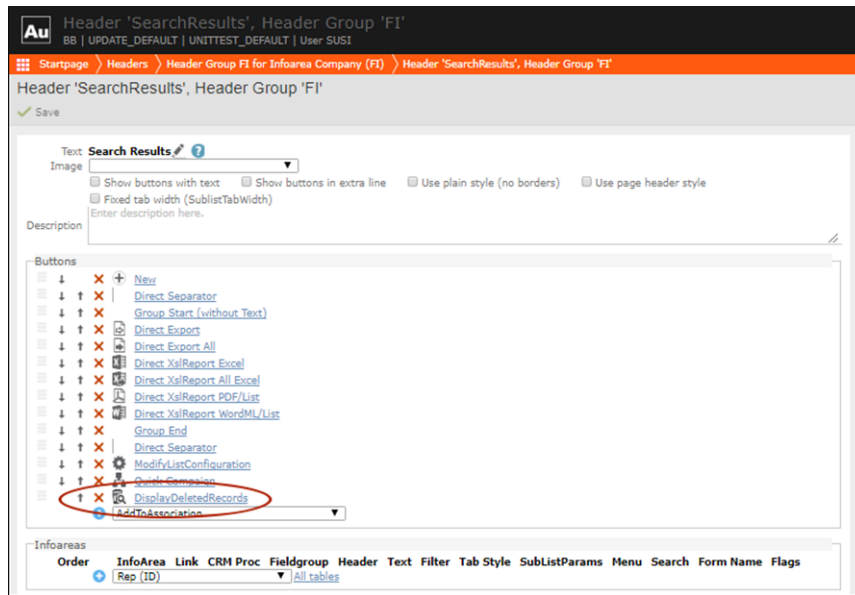 Au
Header 'SearchResults', Header Group 'FI'
BB | UPDATE_DEFAULT | UNITTEST_DEFAULT | User SUSI
Startpage Headers Header Group FI for Infoarea Company (FI) Header 'SearchResults', Header Group 'FI'
Header 'SearchResults', Header Group 'FI'
Save
Text Search Results ?
Image
Show buttons with text Show buttons in extra line Use plain style (no borders) Use page header style
Fixed tab width (SublistTabWidth)
Description Enter description here.
Buttons
New
Direct Separator
Group Start (without Text)
Direct Export
Direct Export All
Direct XslReport Excel
Direct XslReport All Excel
Direct XslReport PDF/List
Direct XslReport WordML/List
Group End
Direct Separator
ModifyListConfiguration
Quick Campaign
DisplayDeletedRecords
AddToAssociation
Infoareas
Order InfoArea Link CRM Proc Fieldgroup Header Text Filter Tab Style SubListParams Menu Search Form Name Flags
Rep (ID) All tables